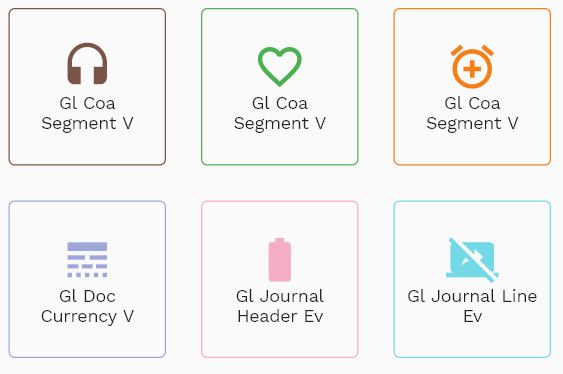 Gl Coa
Segment V
Gl Coa
Segment V
Gl Coa
Segment V
Gl Doc
Currency V
Gl Journal
Header Ev
Gl Journal Line
Ev